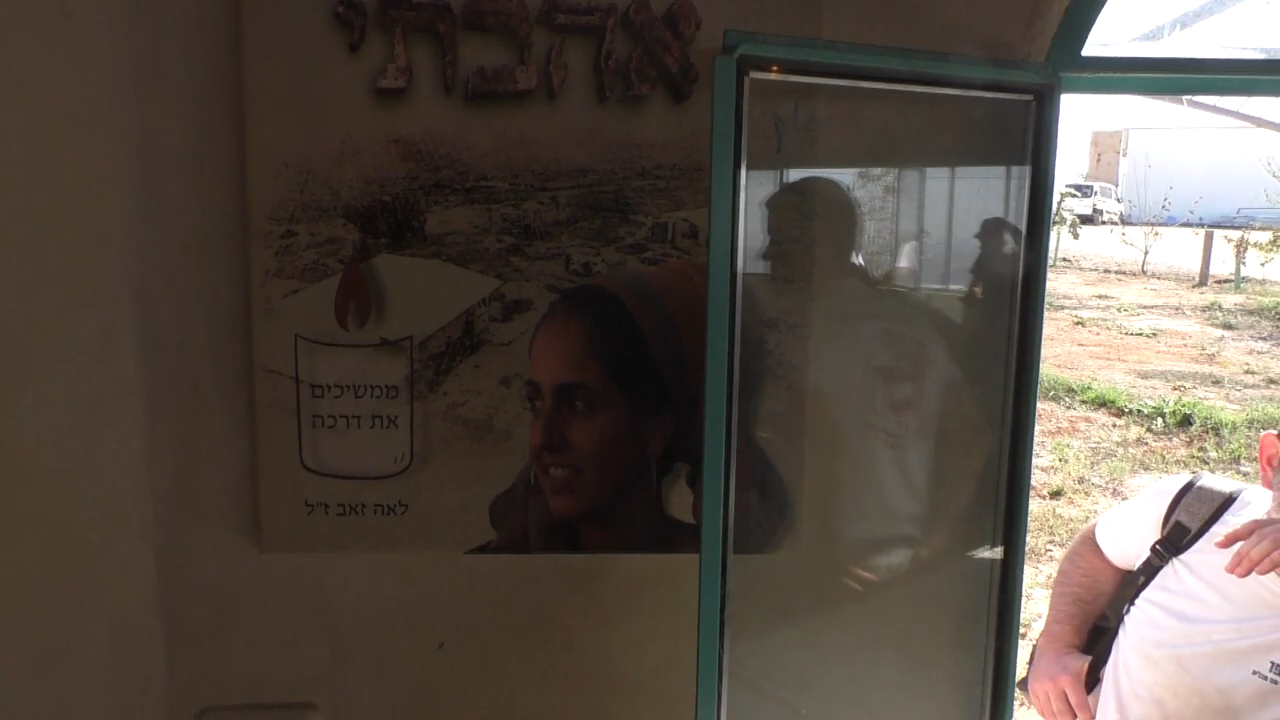 אהבתי
ממשיכים
את דרכה
לאה זאב ז"ל